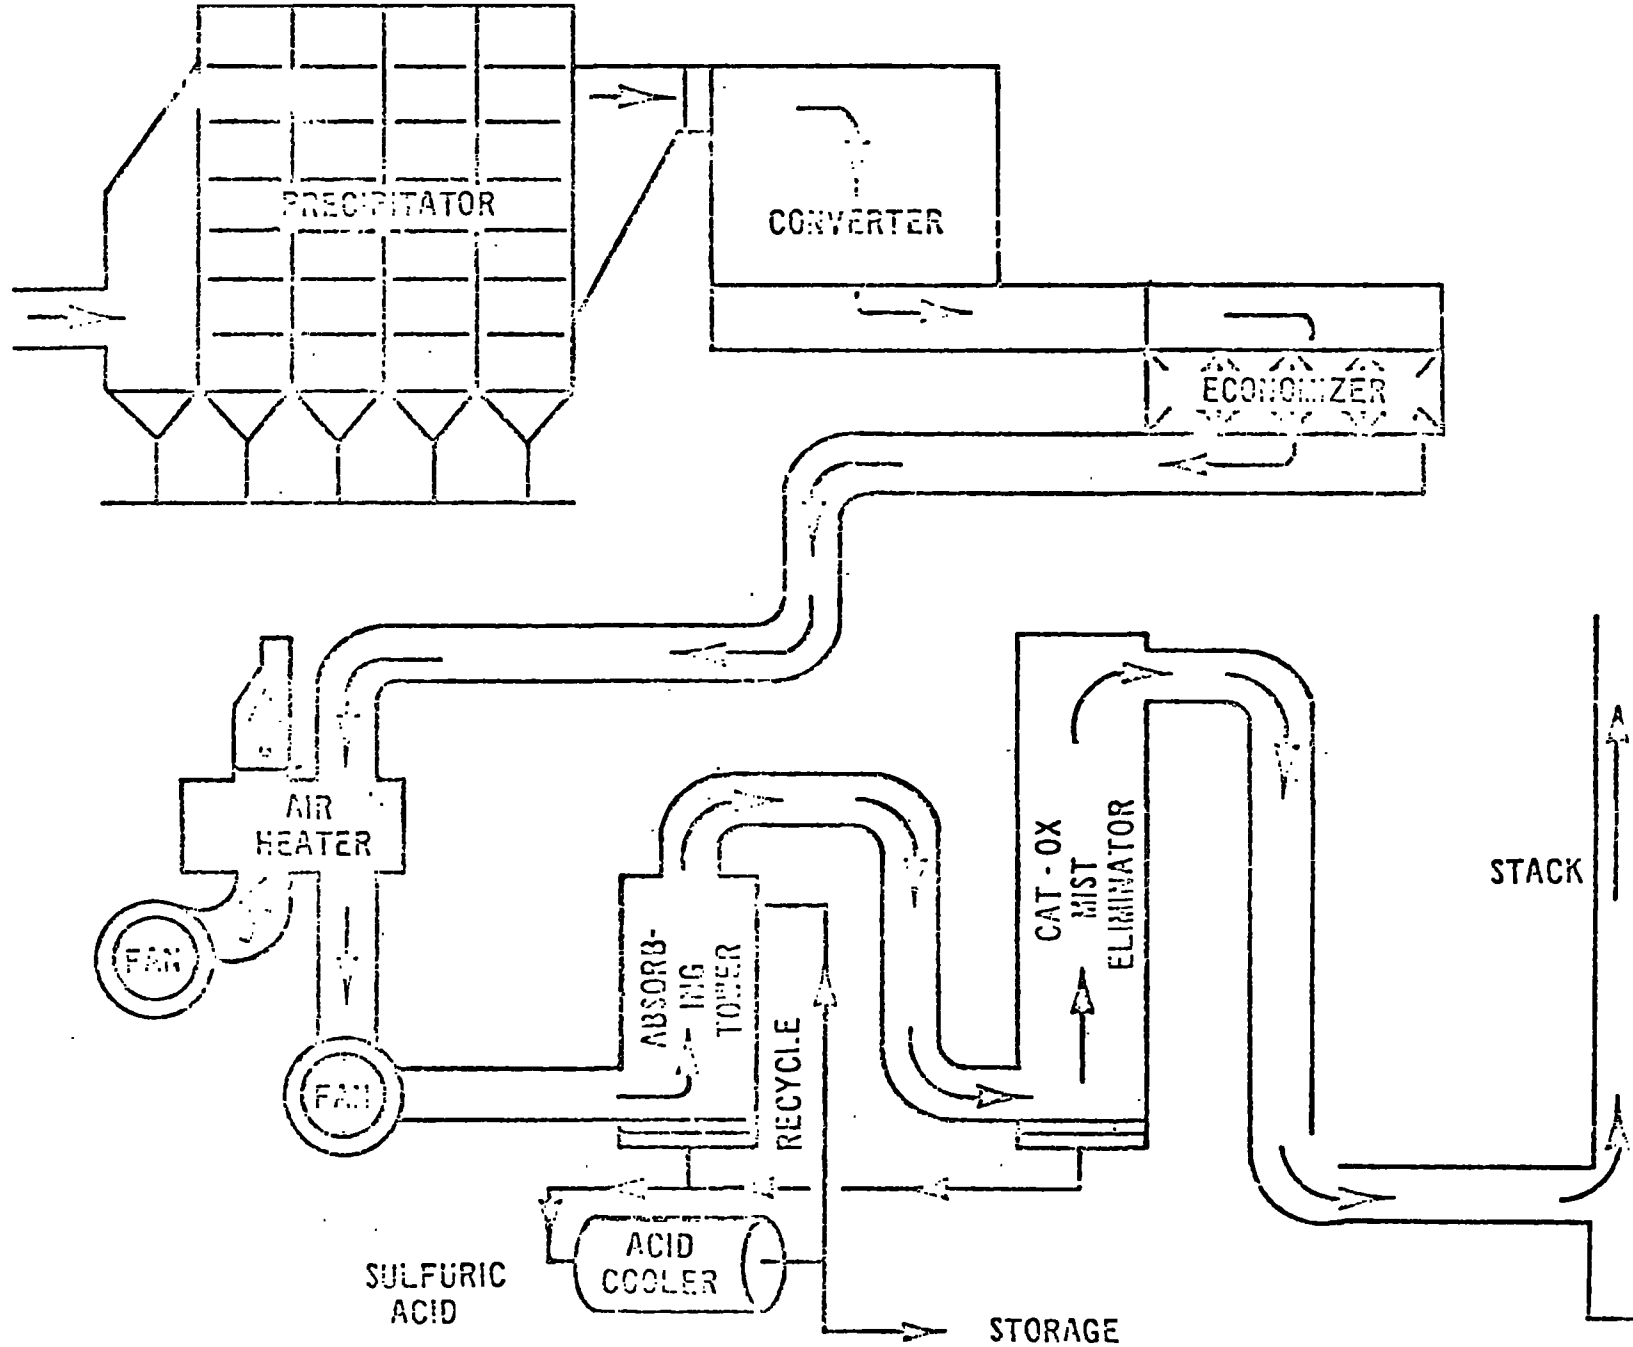 PRECIPITATOR
CONVERTER
ECONOMIZER
AIR
HEATER
FAN
FAN
ABSORB-
ING
TOWER
RECYCLE
CAT-OX
MIST
ELIMINATOR
STACK
ACID
COOLER
SULFURIC
ACID
STORAGE